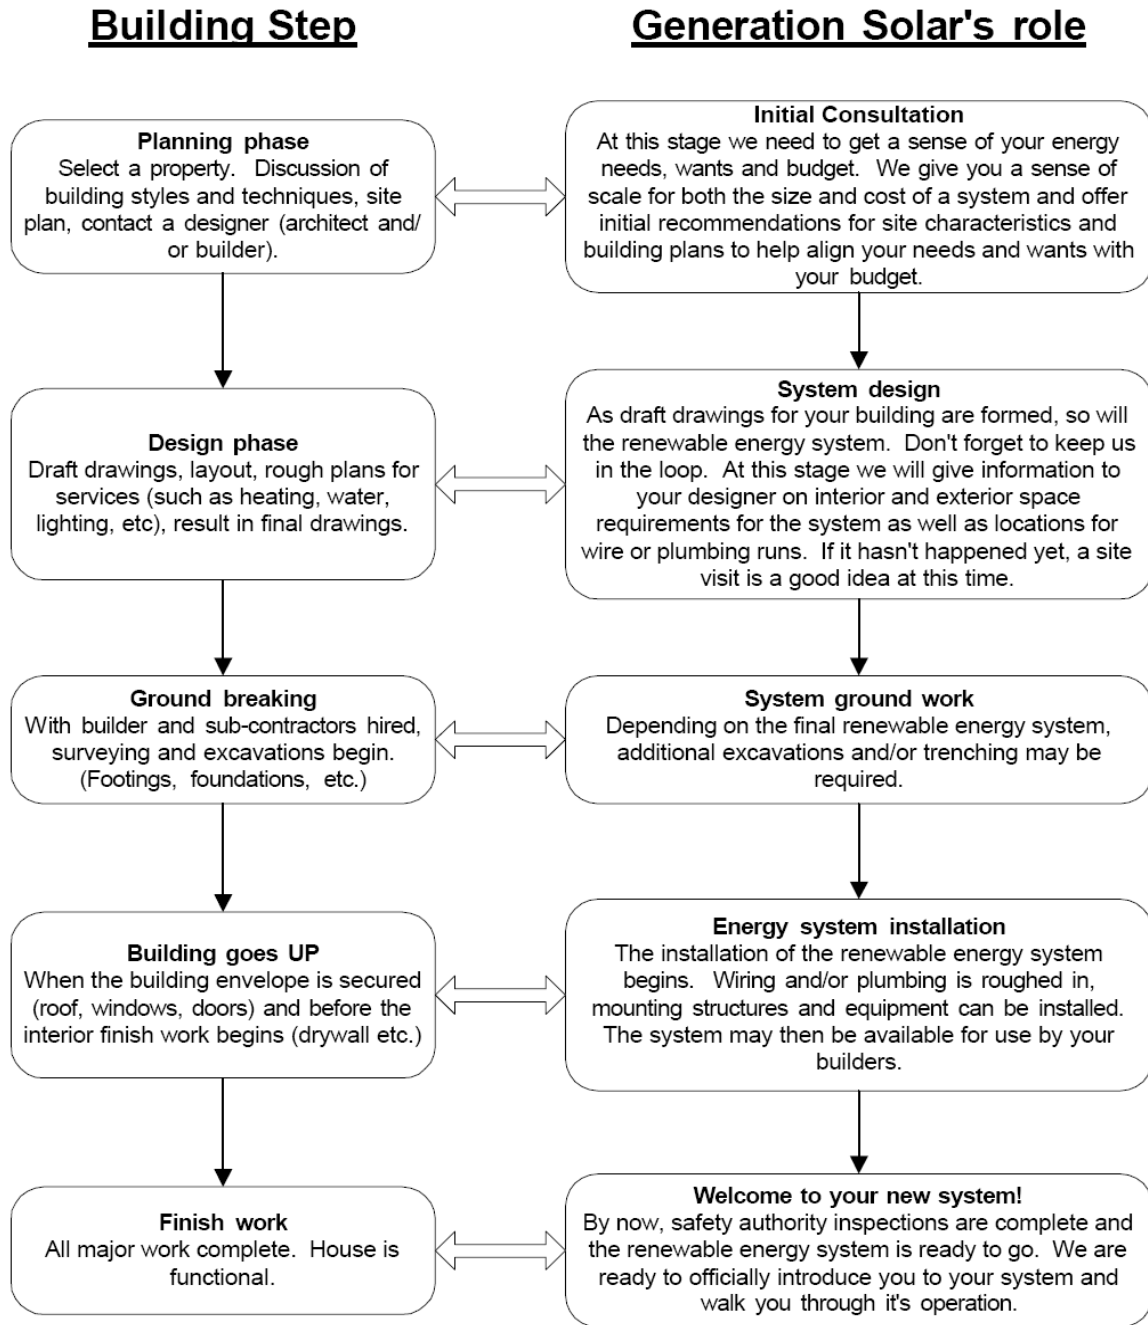 Building Step
Generation Solar's role
Planning phase
Select a property. Discussion of
building styles and techniques, site
plan, contact a designer (architect and/
or builder).
Initial Consultation
At this stage we need to get a sense of your energy
needs, wants and budget. We give you a sense of
scale for both the size and cost of a system and offer
initial recommendations for site characteristics and
building plans to help align your needs and wants with
your budget.
Design phase
Draft drawings, layout, rough plans for
services (such as heating, water,
lighting, etc), result in final drawings.
System design
As draft drawings for your building are formed, so will
the renewable energy system. Don't forget to keep us
in the loop. At this stage we will give information to
your designer on interior and exterior space
requirements for the system as well as locations for
wire or plumbing runs. If it hasn't happened yet, a site
visit is a good idea at this time.
Ground breaking
With builder and sub-contractors hired,
surveying and excavations begin.
(Footings, foundations, etc.)
System ground work
Depending on the final renewable energy system,
additional excavations and/or trenching may be
required.
Building goes UP
When the building envelope is secured
(roof, windows, doors) and before the
interior finish work begins (drywall etc.)
Energy system installation
The installation of the renewable energy system
begins. Wiring and/or plumbing is roughed in,
mounting structures and equipment can be installed.
The system may then be available for use by your
builders.
Finish work
All major work complete. House is
functional.
Welcome to your new system!
By now, safety authority inspections are complete and
the renewable energy system is ready to go. We are
ready to officially introduce you to your system and
walk you through it's operation.